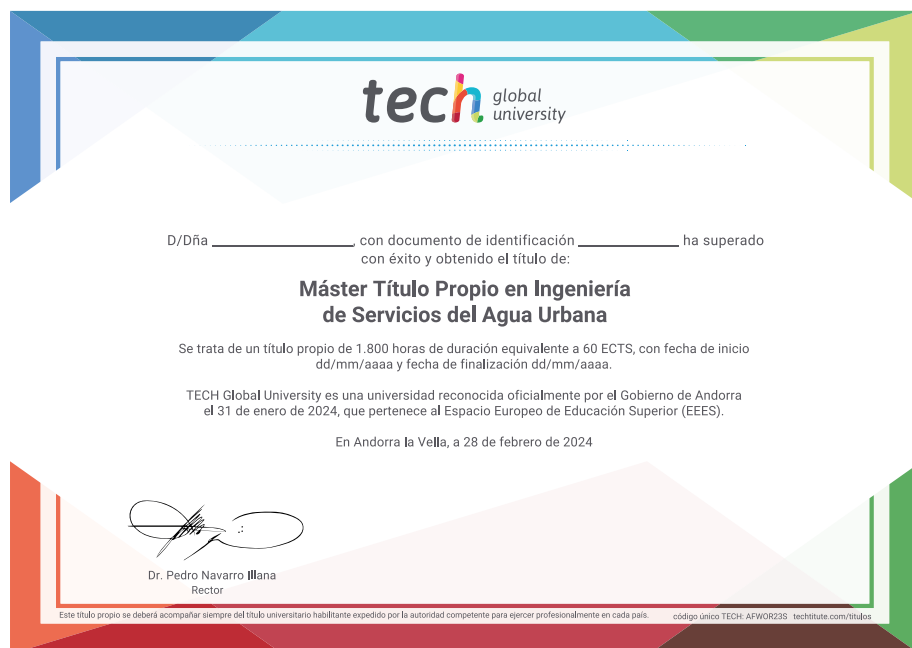 tech global
university
D/Dña ______________, con documento de identificación __________ ha superado
con éxito y obtenido el título de:
Máster Título Propio en Ingeniería
de Servicios del Agua Urbana
Se trata de un título propio de 1.800 horas de duración equivalente a 60 ECTS, con fecha de inicio
dd/mm/aaaa y fecha de finalización dd/mm/aaaa.
TECH Global University es una universidad reconocida oficialmente por el Gobierno de Andorra
el 31 de enero de 2024, que pertenece al Espacio Europeo de Educación Superior (EEES).
En Andorra la Vella, a 28 de febrero de 2024
Dr. Pedro Navarro Illana
Rector
Este título propio se deberá acompañar siempre del título universitario habilitante expedido por la autoridad competente para ejercer profesionalmente en cada país.
código único TECH: AFWOR23S techtitute.com/titulos